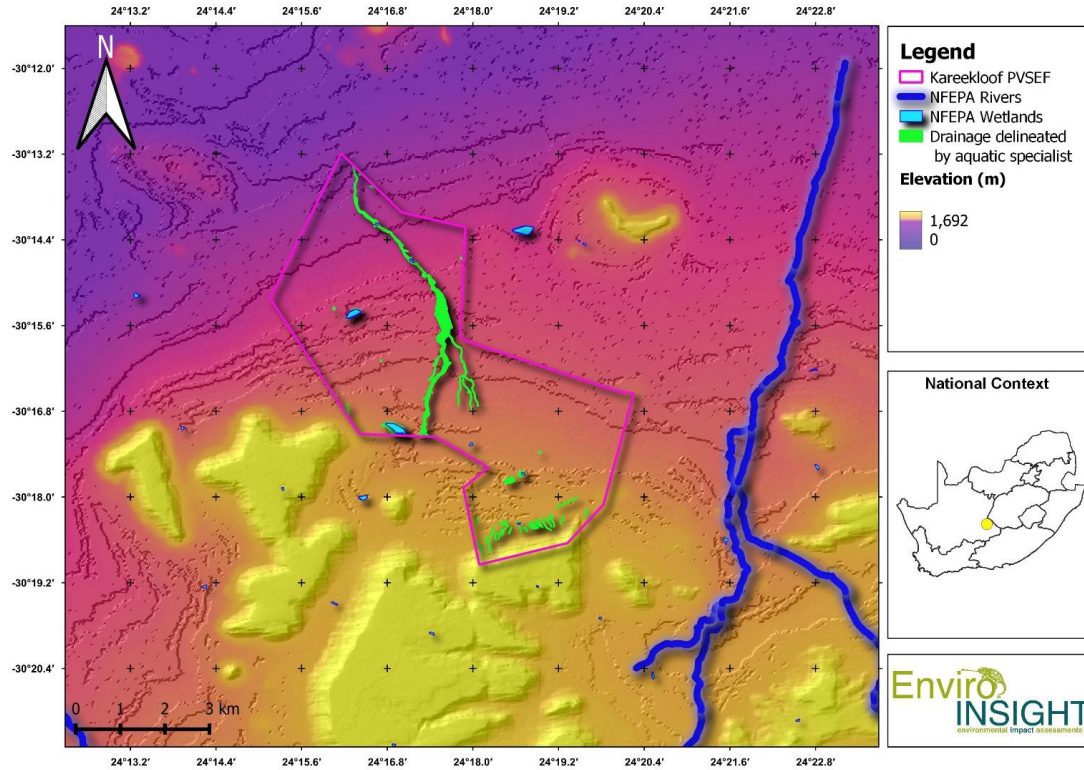 24°13.2' 24°14.4' 24°15.6' 24°16.8' 24°18.0' 24°19.2' 24°20.4' 24°21.6' 24°22.8'
N
-30°12.0'
-30°13.2'
-30°14.4'
-30°15.6'
-30°16.8'
-30°18.0'
-30°19.2'
-30°20.4'
0 1 2 3 km
24°13.2' 24°14.4' 24°15.6' 24°16.8' 24°18.0' 24°19.2' 24°20.4' 24°21.6' 24°22.8'
Legend
Kareekloof PVSEF
NFEPA Rivers
NFEPA Wetlands
Drainage delineated
by aquatic specialist
Elevation (m)
1,692
0
National Context
Enviro
INSIGHT
environmental impact assessments